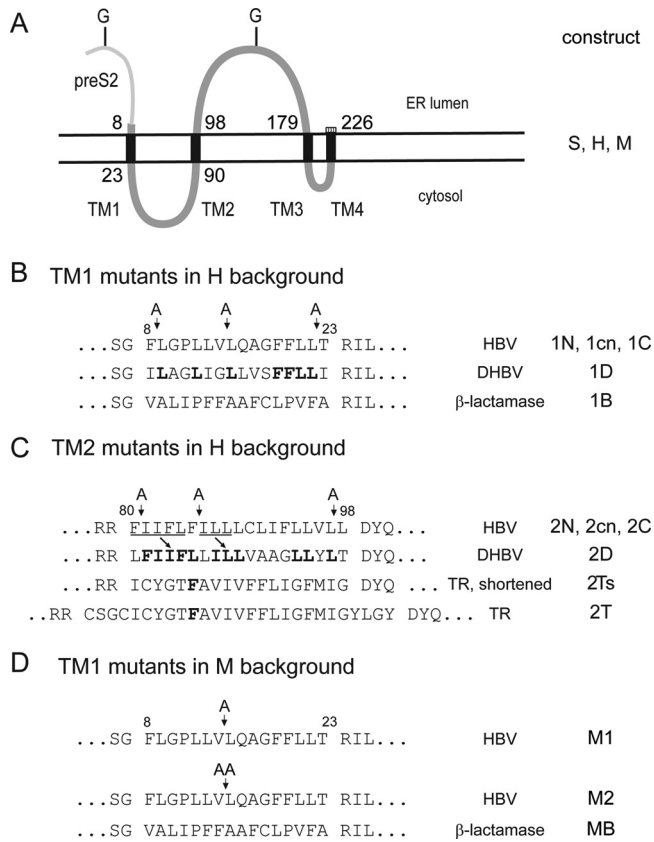 A
G
G
construct
preS2
ER lumen
8
98
179
226
S, H, M
23
90
TM1
TM2
TM3
TM4
cytosol
B TM1 mutants in H background
A A A
8 23
...SG FLGPLLVLQAGFFLLT RIL... HBV 1N, 1cn, 1C
...SG ILAGLIGLLVSFFLLI RIL... DHBV 1D
...SG VALIPFFAAFCLPVFA RIL... β-lactamase 1B
C TM2 mutants in H background
A A A
80 98
...RR FIIFLFILLLCLIFLLVLL DYQ... HBV 2N, 2cn, 2C
...RR LFIIFLLILLVAAGLLYLT DYQ... DHBV 2D
...RR ICYGTFAVIVFFLIGFMIG DYQ ... TR, shortened 2Ts
..RR CSGCICYGTFAVIVFFLIGFMIGYLGY DYQ... TR 2T
D TM1 mutants in M background
A
8 23
...SG FLGPLLVLQAGFFLLT RIL... HBV M1
AA
...SG FLGPLLVLQAGFFLLT RIL... HBV M2
...SG VALIPFFAAFCLPVFA RIL... β-lactamase MB